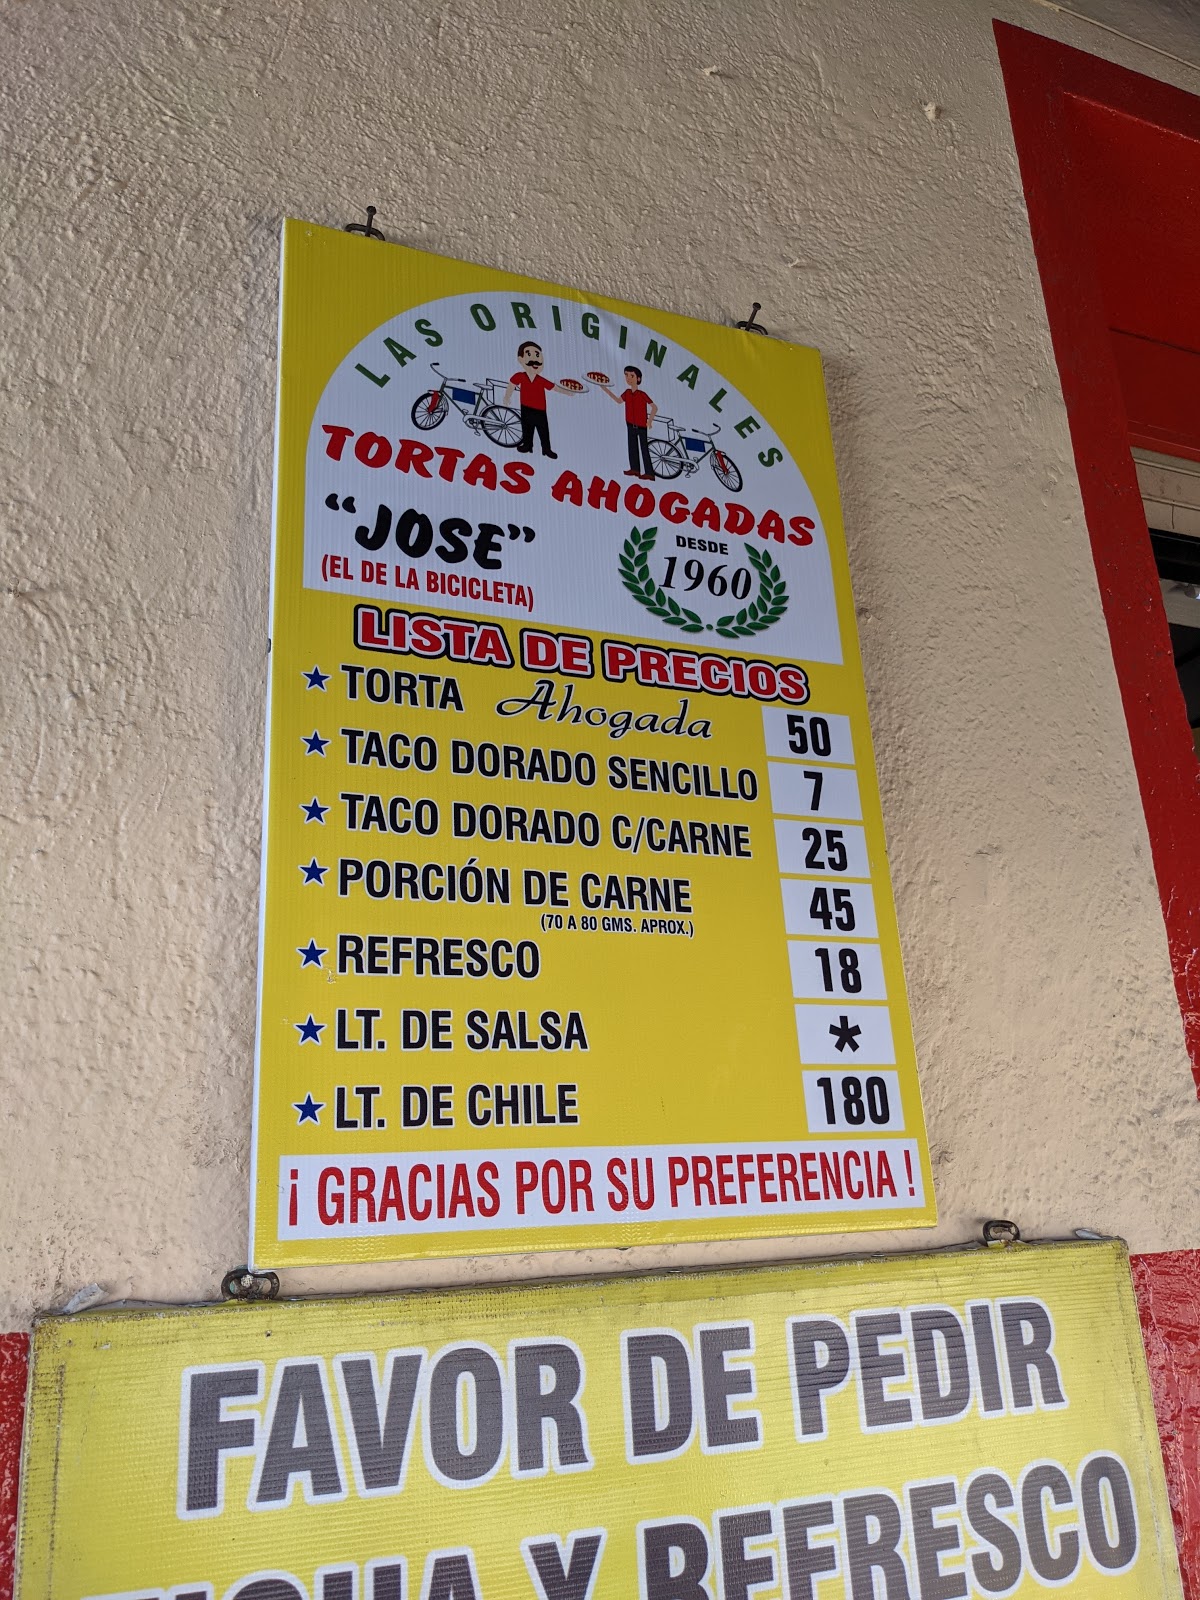 LAS ORIGINALES
TORTAS AHOGADAS
"JOSE"
(EL DE LA BICICLETA)
DESDE
1960
LISTA DE PRECIOS
TORTA Ahogada 50
TACO DORADO SENCILLO 7
TACO DORADO C/CARNE 25
PORCIÓN DE CARNE 45
(70 A 80 GMS. APROX.)
REFRESCO 18
LT. DE SALSA *
LT. DE CHILE 180
¡GRACIAS POR SU PREFERENCIA!
FAVOR DE PEDIR
Y REFRESCO